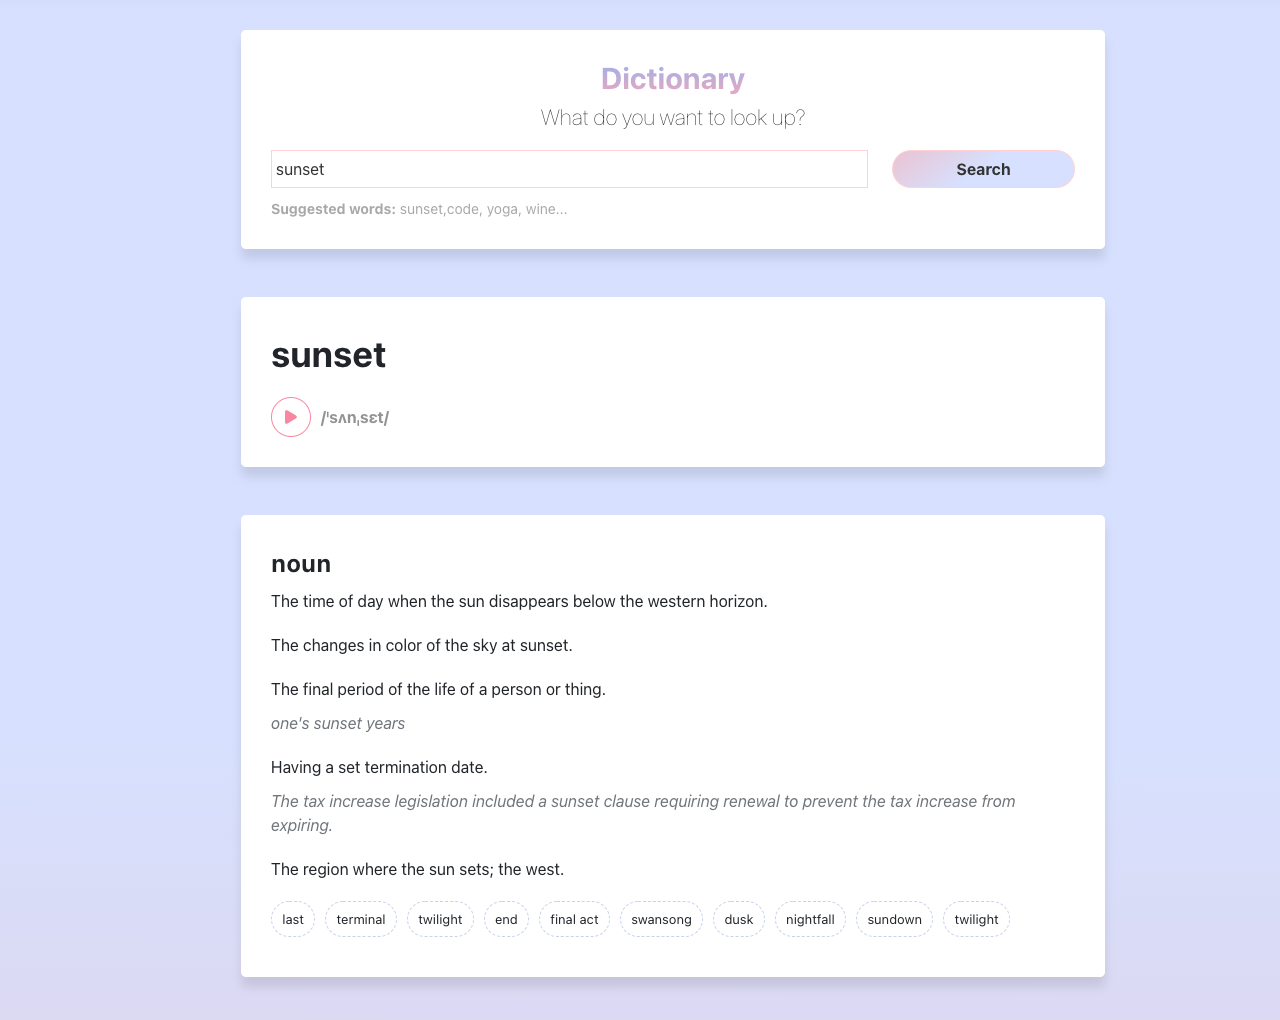 Dictionary
What do you want to look up?
sunset
Search
Suggested words: sunset,code, yoga, wine...
sunset
/ˈsʌnˌsɛt/
noun
The time of day when the sun disappears below the western horizon.
The changes in color of the sky at sunset.
The final period of the life of a person or thing.
one's sunset years
Having a set termination date.
The tax increase legislation included a sunset clause requiring renewal to prevent the tax increase from
expiring.
The region where the sun sets; the west.
last terminal twilight end final act swansong dusk nightfall sundown twilight